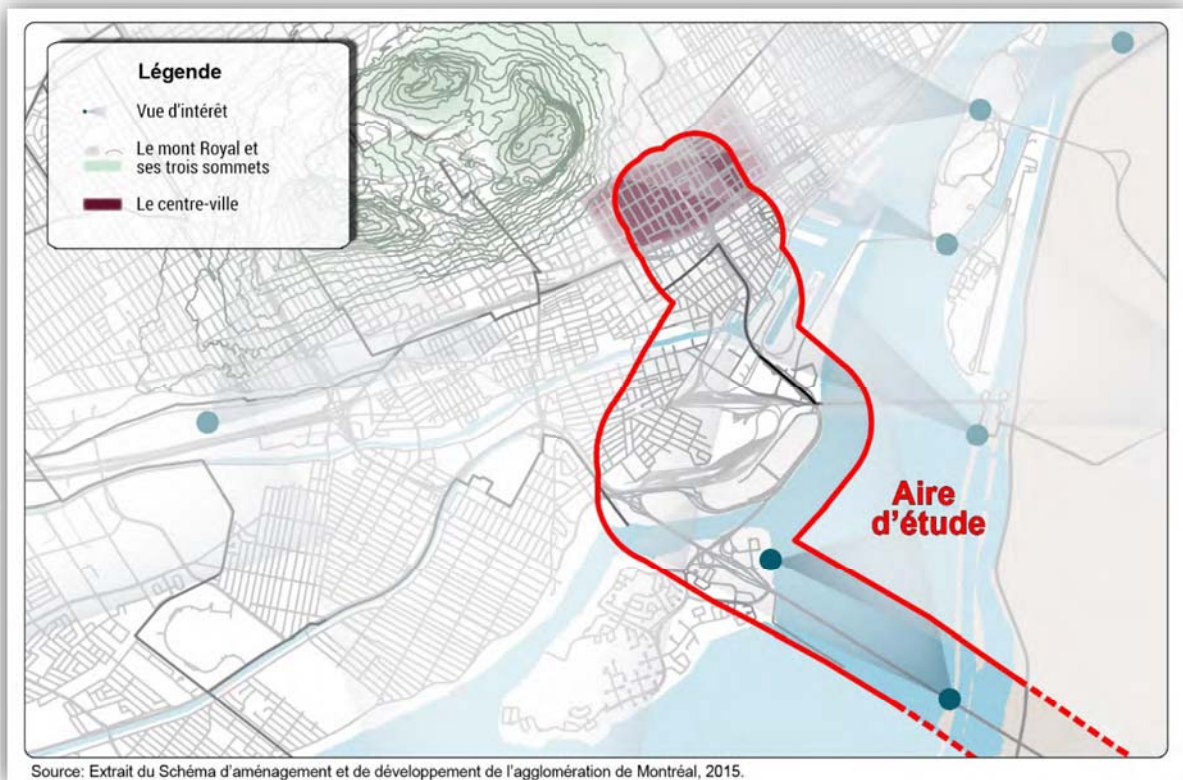 Légende
Vue d'intérêt
Le mont Royal et
ses trois sommets
Le centre-ville
Aire
d'étude
Source: Extrait du Schéma d'aménagement et de développement de l'agglomération de Montréal, 2015.